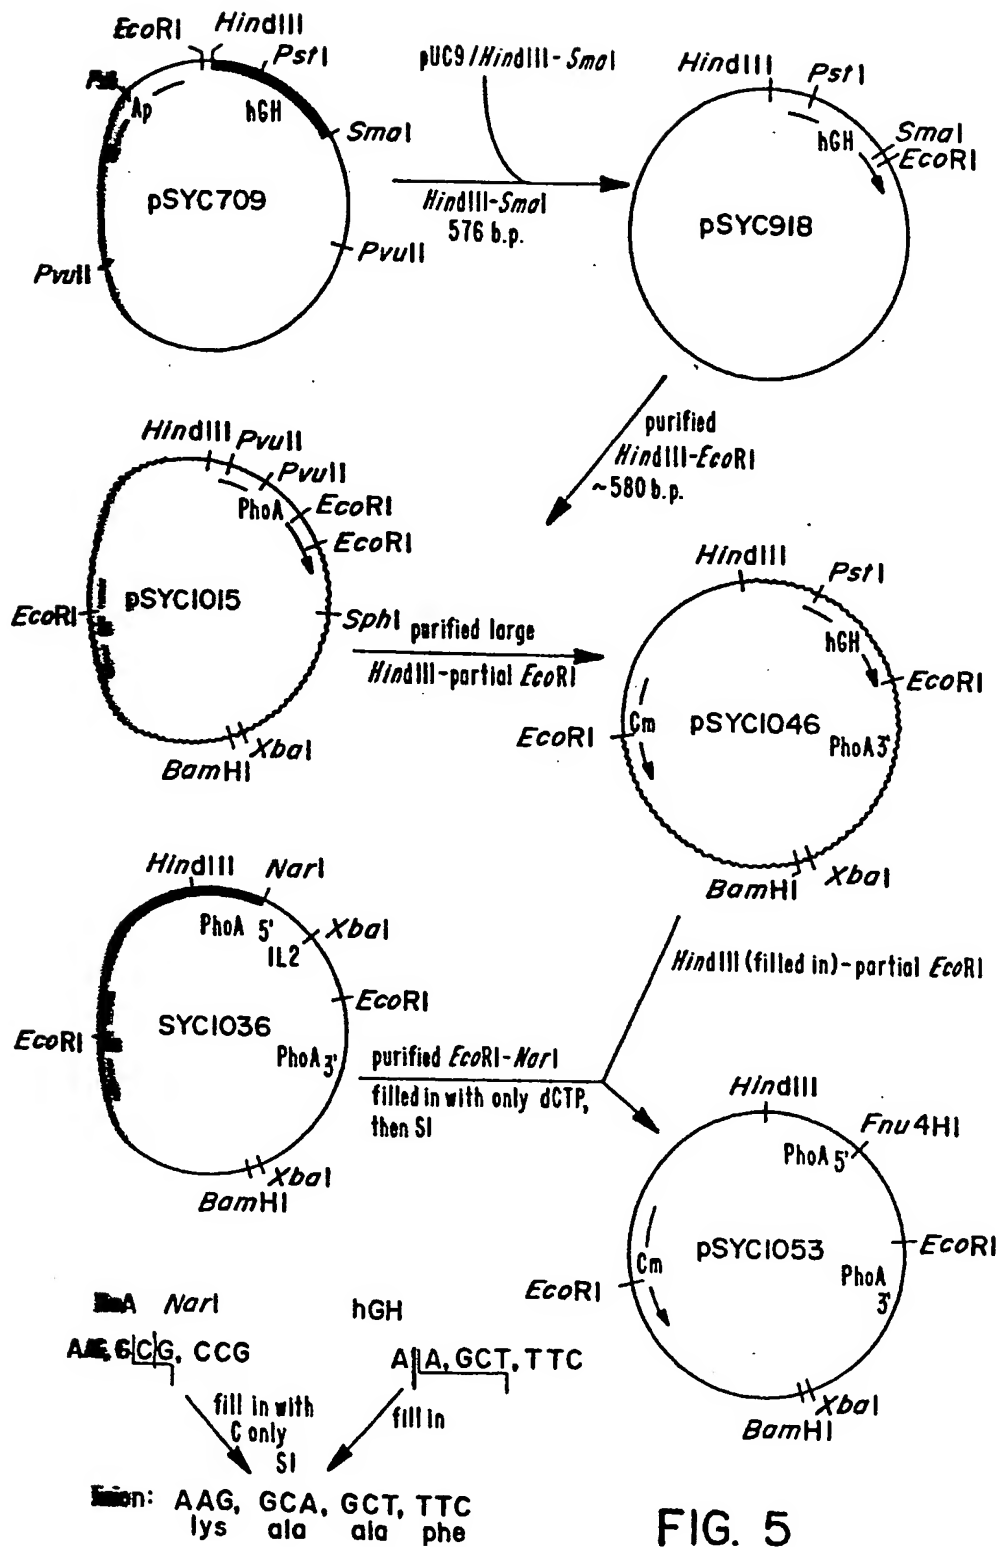 EcoRI
HindIII
PstI
Ap
hGH
SmaI
pSYC709
PvuII
PvuII
pUC9/HindIII-SmaI
HindIII-SmaI
576 b.p.
HindIII
PstI
hGH
SmaI
EcoRI
pSYC918
purified
HindIII-EcoRI
~580 b.p.
HindIII
PvuII
PvuII
PhoA
EcoRI
EcoRI
pSYC1015
EcoRI
SphI
XbaI
BamHI
purified large
HindIII-partial EcoRI
HindIII
PstI
hGH
EcoRI
Cm
pSYC1046
EcoRI
PhoA 3'
XbaI
BamHI
HindIII
NarI
PhoA 5'
IL2
XbaI
EcoRI
SYC1036
EcoRI
PhoA 3'
XbaI
BamHI
HindIII (filled in)-partial EcoRI
purified EcoRI-NarI
filled in with only dCTP,
then SI
HindIII
Fnu4HI
PhoA 5'
pSYC1053
EcoRI
Cm
EcoRI
PhoA
3'
XbaI
BamHI
NarI
hGH
CG, CCG
A A, GCT, TTC
fill in with
C only
SI
fill in
AAG, GCA, GCT, TTC
lys ala ala phe
FIG. 5